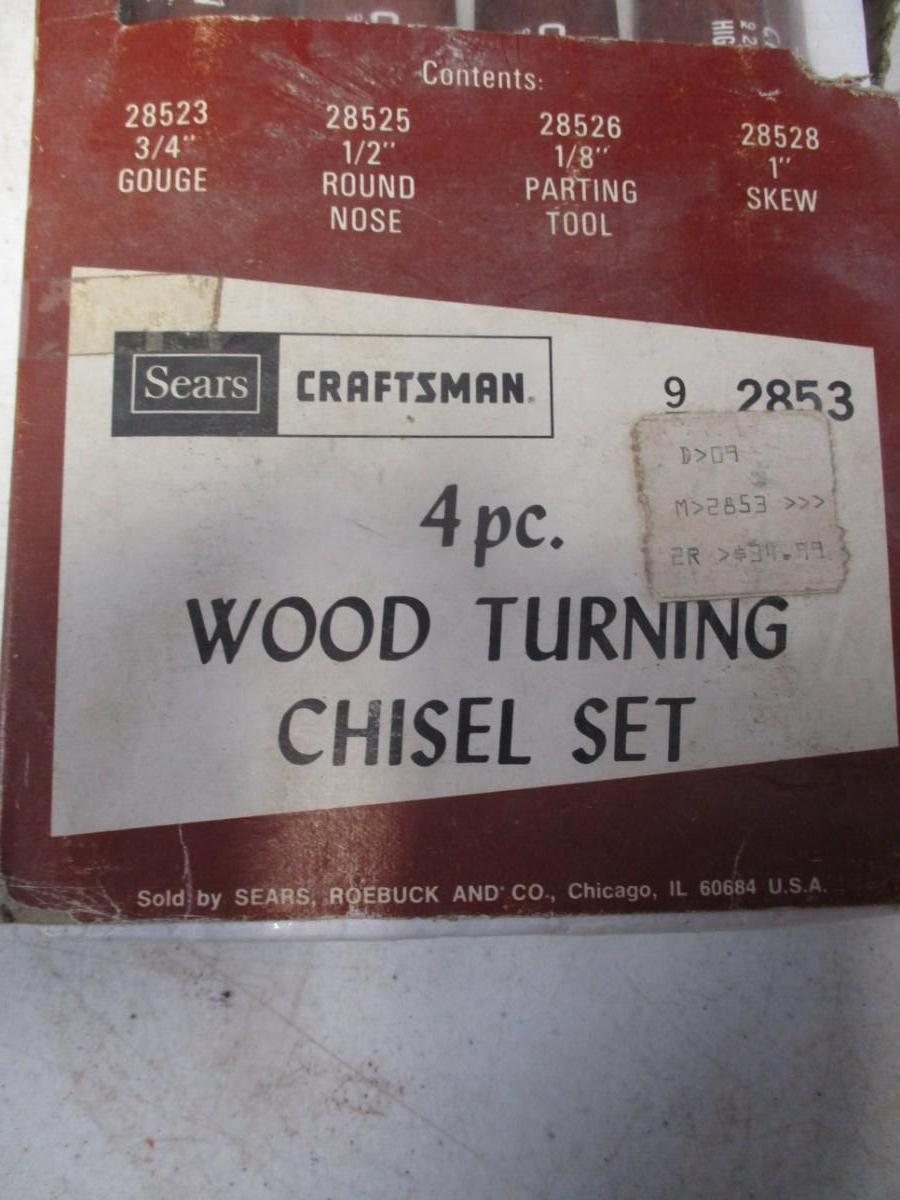 HIG
Contents:
28523
3/4"
GOUGE
28525
1/2"
ROUND
NOSE
28526
1/8"
PARTING
TOOL
28528
1"
SKEW
Sears CRAFTSMAN®
9 2853
D>09
M>2853 >>>
2R >$34.99
4 pc.
WOOD TURNING
CHISEL SET
Sold by SEARS, ROEBUCK AND CO., Chicago, IL 60684 U.S.A.